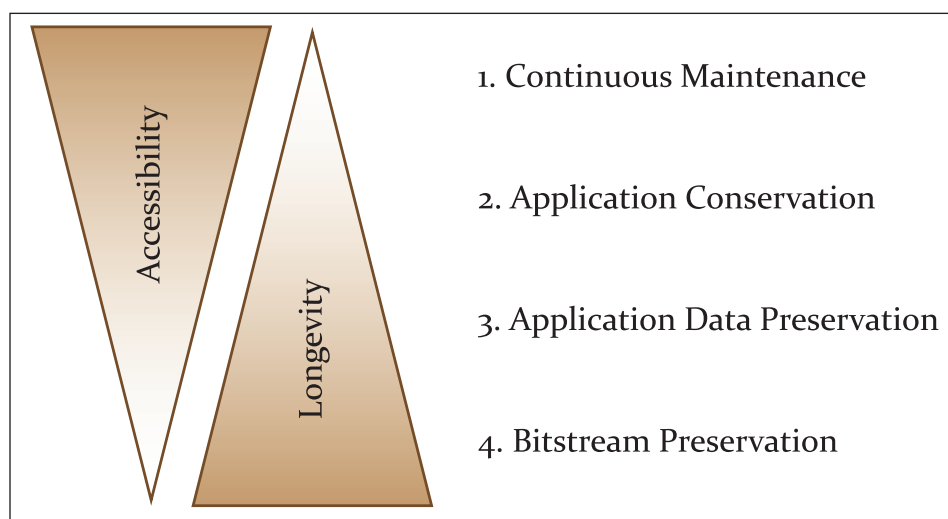 Accessibility
Longevity
1. Continuous Maintenance
2. Application Conservation
3. Application Data Preservation
4. Bitstream Preservation